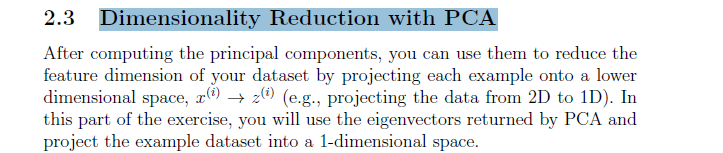 2.3 Dimensionality Reduction with PCA
After computing the principal components, you can use them to reduce the
feature dimension of your dataset by projecting each example onto a lower
dimensional space, x⁽ⁱ⁾ → z⁽ⁱ⁾ (e.g., projecting the data from 2D to 1D). In
this part of the exercise, you will use the eigenvectors returned by PCA and
project the example dataset into a 1-dimensional space.